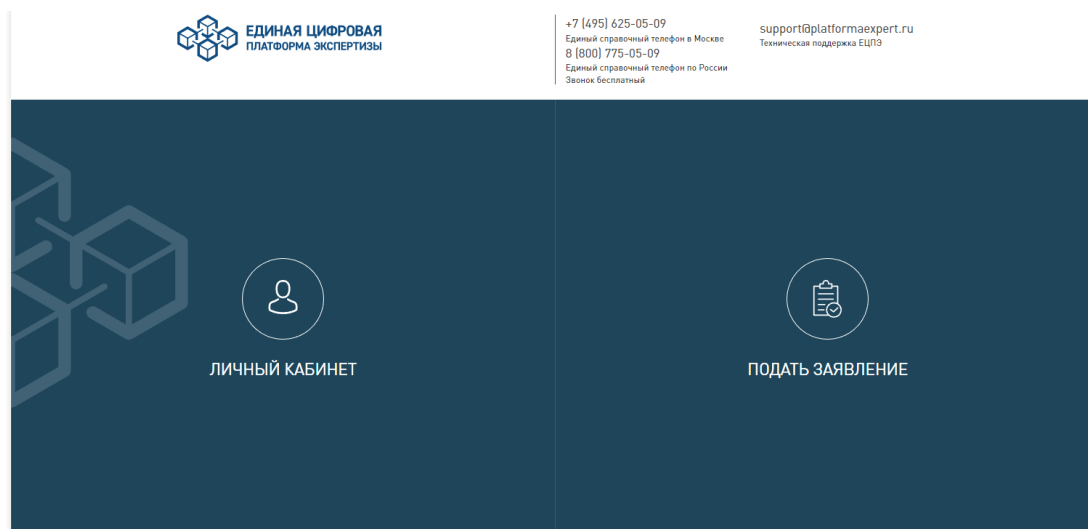 ЕДИНАЯ ЦИФРОВАЯ
ПЛАТФОРМА ЭКСПЕРТИЗЫ
+7 (495) 625-05-09
Единый справочный телефон в Москве
8 (800) 775-05-09
Единый справочный телефон по России
Звонок бесплатный
support@platformaexpert.ru
Техническая поддержка ЕЦПЭ
ЛИЧНЫЙ КАБИНЕТ
ПОДАТЬ ЗАЯВЛЕНИЕ